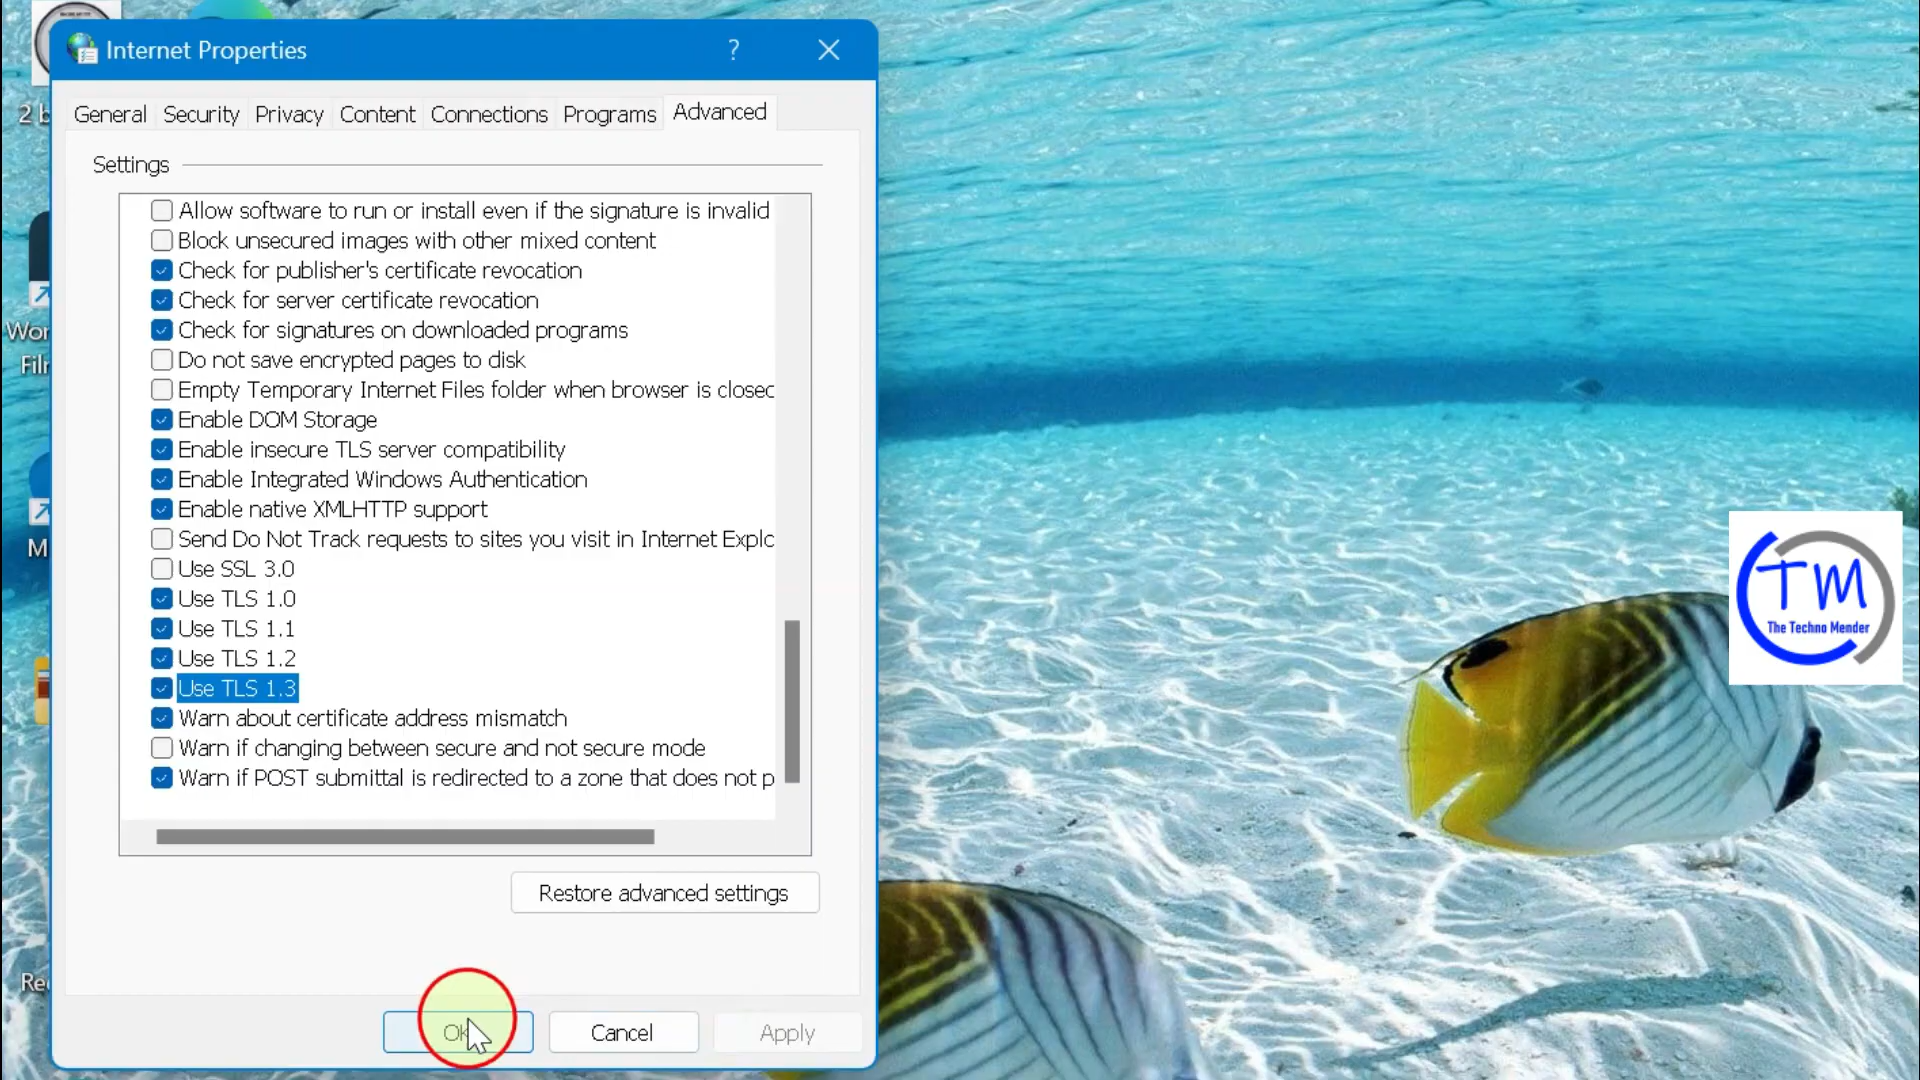 Internet Properties
?
General Security Privacy Content Connections Programs Advanced
Settings
Allow software to run or install even if the signature is invalid
Block unsecured images with other mixed content
Check for publisher's certificate revocation
Check for server certificate revocation
Check for signatures on downloaded programs
Do not save encrypted pages to disk
Empty Temporary Internet Files folder when browser is closed
Enable DOM Storage
Enable insecure TLS server compatibility
Enable Integrated Windows Authentication
Enable native XMLHTTP support
Send Do Not Track requests to sites you visit in Internet Explo
Use SSL 3.0
Use TLS 1.0
Use TLS 1.1
Use TLS 1.2
Use TLS 1.3
Warn about certificate address mismatch
Warn if changing between secure and not secure mode
Warn if POST submittal is redirected to a zone that does not p
Restore advanced settings
OK Cancel Apply
2 b
Wor
Film
M
Rec
TM
The Techno Mender